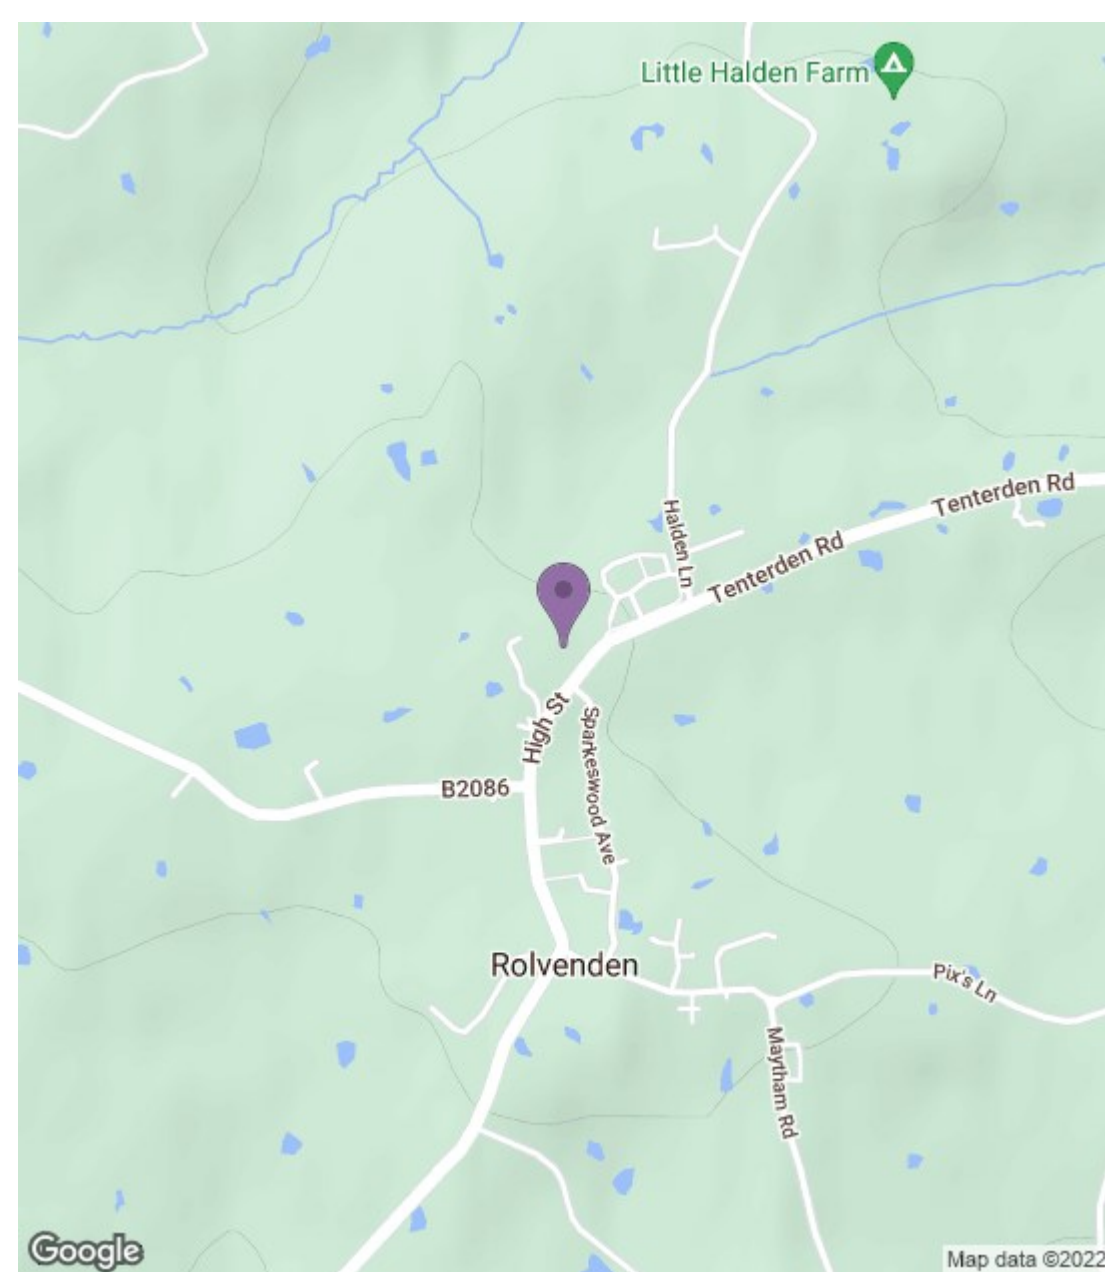 Little Halden Farm
Tenterden Rd
Halden Ln
Tenterden Rd
High St
Sparkeswood Ave
B2086
Rolvenden
Pix's Ln
Maytham Rd
Google
Map data ©2022